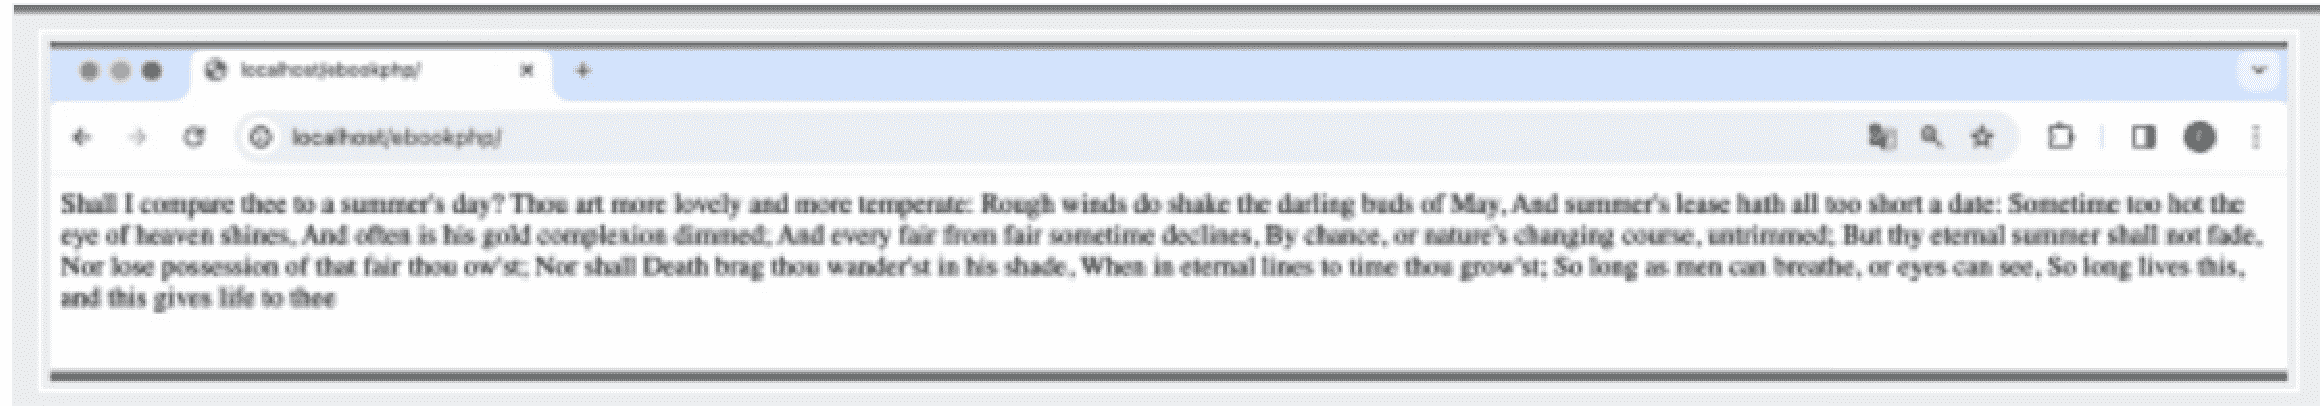 localhost/ebookphp/
localhost/ebookphp/
Shall I compare thee to a summer's day? Thou art more lovely and more temperate: Rough winds do shake the darling buds of May, And summer's lease hath all too short a date: Sometime too hot the
eye of heaven shines, And often is his gold complexion dimmed; And every fair from fair sometime declines, By chance, or nature's changing course, untrimmed; But thy eternal summer shall not fade,
Nor lose possession of that fair thou ow'st; Nor shall Death brag thou wander'st in his shade, When in eternal lines to time thou grow'st; So long as men can breathe, or eyes can see, So long lives this,
and this gives life to thee